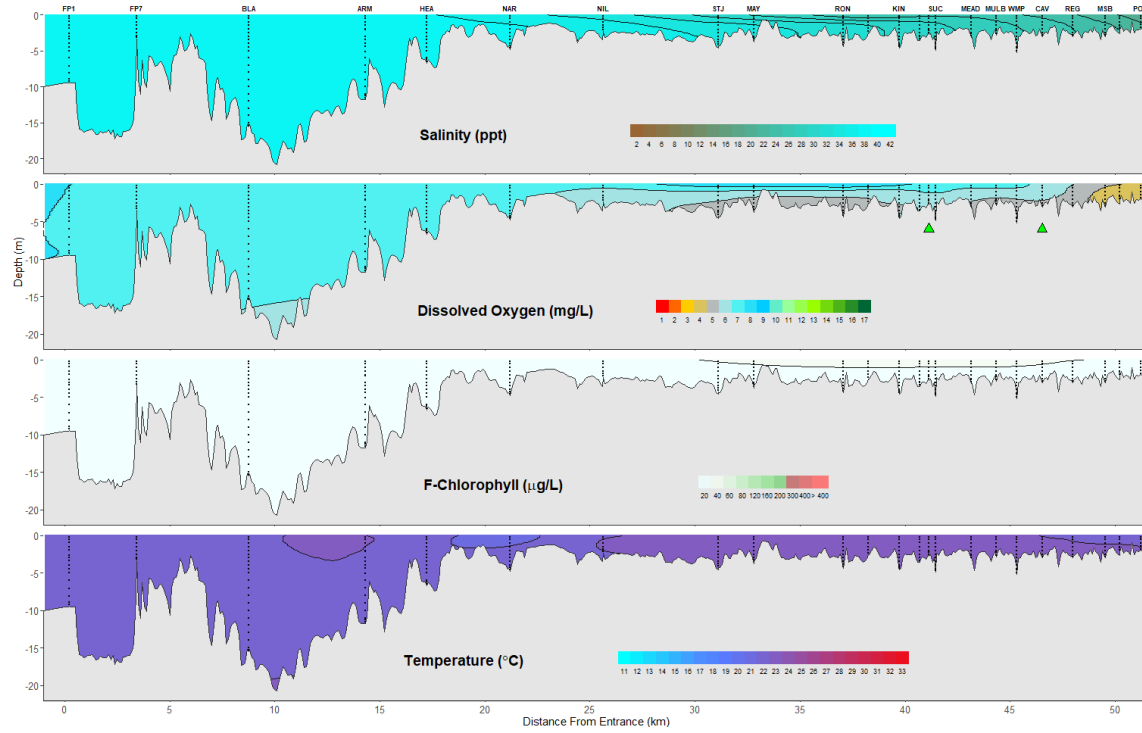 FP1 FP7 BLA ARM HEA NAR NIL STJ MAY RON KIN SUC MEAD MULB WMP CAV REG MSB
0
-5
-10
-15
-20
Salinity (ppt)
2 4 6 8 10 12 14 16 18 20 22 24 26 28 30 32 34 36 38 40 42
0
-5
-10
-15
-20
Depth (m)
Dissolved Oxygen (mg/L)
1 2 3 4 5 6 7 8 9 10 11 12 13 14 15 16 17
0
-5
-10
-15
-20
F-Chlorophyll (µg/L)
20 40 60 80 120 160 200 300 400 > 400
0
-5
-10
-15
-20
Temperature (°C)
11 12 13 14 15 16 17 18 19 20 21 22 23 24 25 26 27 28 29 30 31 32 33
0 5 10 15 20 25 30 35 40 45 50
Distance From Entrance (km)